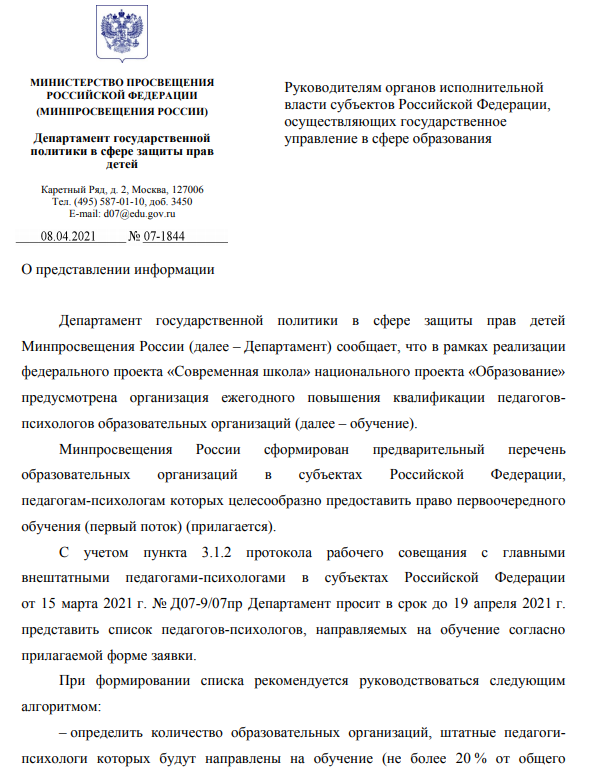 МИНИСТЕРСТВО ПРОСВЕЩЕНИЯ
РОССИЙСКОЙ ФЕДЕРАЦИИ
(МИНПРОСВЕЩЕНИЯ РОССИИ)
Департамент государственной
политики в сфере защиты прав
детей
Каретный Ряд, д. 2, Москва, 127006
Тел. (495) 587-01-10, доб. 3450
E-mail: d07@edu.gov.ru
08.04.2021 № 07-1844
Руководителям органов исполнительной
власти субъектов Российской Федерации,
осуществляющих государственное
управление в сфере образования
О представлении информации
Департамент государственной политики в сфере защиты прав детей
Минпросвещения России (далее – Департамент) сообщает, что в рамках реализации
федерального проекта «Современная школа» национального проекта «Образование»
предусмотрена организация ежегодного повышения квалификации педагогов-
психологов образовательных организаций (далее – обучение).
Минпросвещения России сформирован предварительный перечень
образовательных организаций в субъектах Российской Федерации,
педагогам-психологам которых целесообразно предоставить право первоочередного
обучения (первый поток) (прилагается).
С учетом пункта 3.1.2 протокола рабочего совещания с главными
внештатными педагогами-психологами в субъектах Российской Федерации
от 15 марта 2021 г. № Д07-9/07пр Департамент просит в срок до 19 апреля 2021 г.
представить список педагогов-психологов, направляемых на обучение согласно
прилагаемой форме заявки.
При формировании списка рекомендуется руководствоваться следующим
алгоритмом:
– определить количество образовательных организаций, штатные педагоги-
психологи которых будут направлены на обучение (не более 20 % от общего